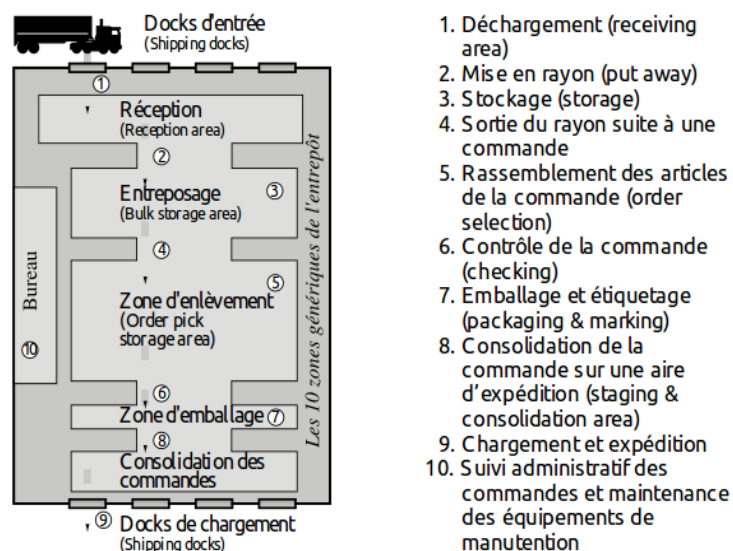 Docks d'entrée
(Shipping docks)
①
Réception
(Reception area)
②
Entreposage
(Bulk storage area)
③
④
⑤
Zone d'enlèvement
(Order pick
storage area)
⑥
Zone d'emballage
⑦
⑧
Consolidation des
commandes
⑨
Docks de chargement
(Shipping docks)
Bureau
⑩
Les 10 zones génériques de l'entrepôt
1. Déchargement (receiving
area)
2. Mise en rayon (put away)
3. Stockage (storage)
4. Sortie du rayon suite à une
commande
5. Rassemblement des articles
de la commande (order
selection)
6. Contrôle de la commande
(checking)
7. Emballage et étiquetage
(packaging & marking)
8. Consolidation de la
commande sur une aire
d'expédition (staging &
consolidation area)
9. Chargement et expédition
10. Suivi administratif des
commandes et maintenance
des équipements de
manutention